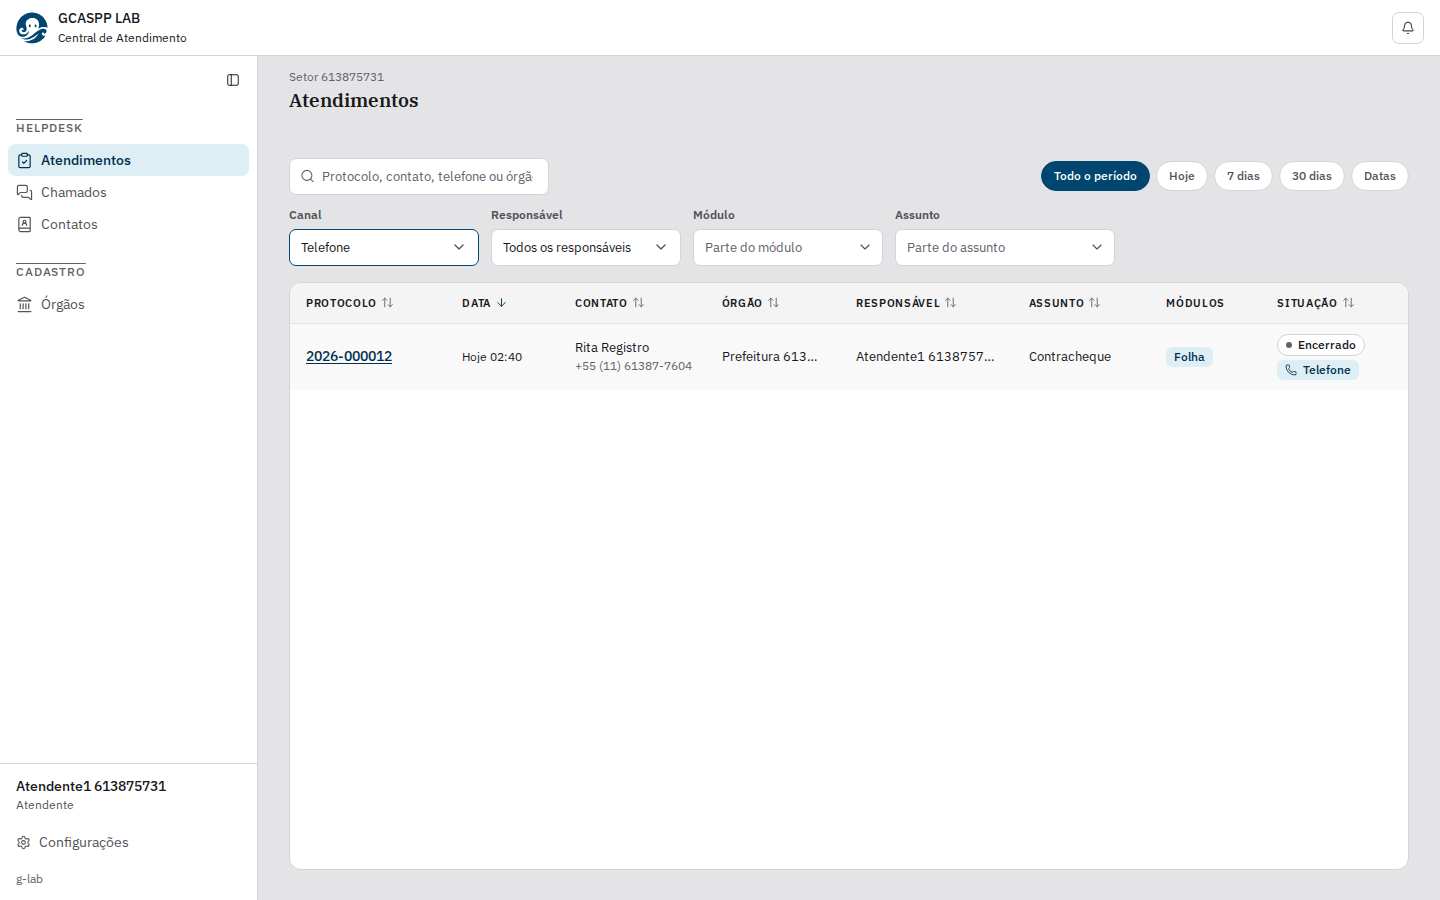 GCASPP LAB
Central de Atendimento
HELPDESK
Atendimentos
Chamados
Contatos
CADASTRO
Órgãos
Atendente1 613875731
Atendente
Configurações
g-lab
Setor 613875731
Atendimentos
Protocolo, contato, telefone ou órgã
Todo o período Hoje 7 dias 30 dias Datas
Canal Responsável Módulo Assunto
Telefone Todos os responsáveis Parte do módulo Parte do assunto
PROTOCOLO DATA CONTATO ÓRGÃO RESPONSÁVEL ASSUNTO MÓDULOS SITUAÇÃO
2026-000012 Hoje 02:40 Rita Registro Prefeitura 613... Atendente1 6138757... Contracheque Folha Encerrado
+55 (11) 61387-7604 Telefone